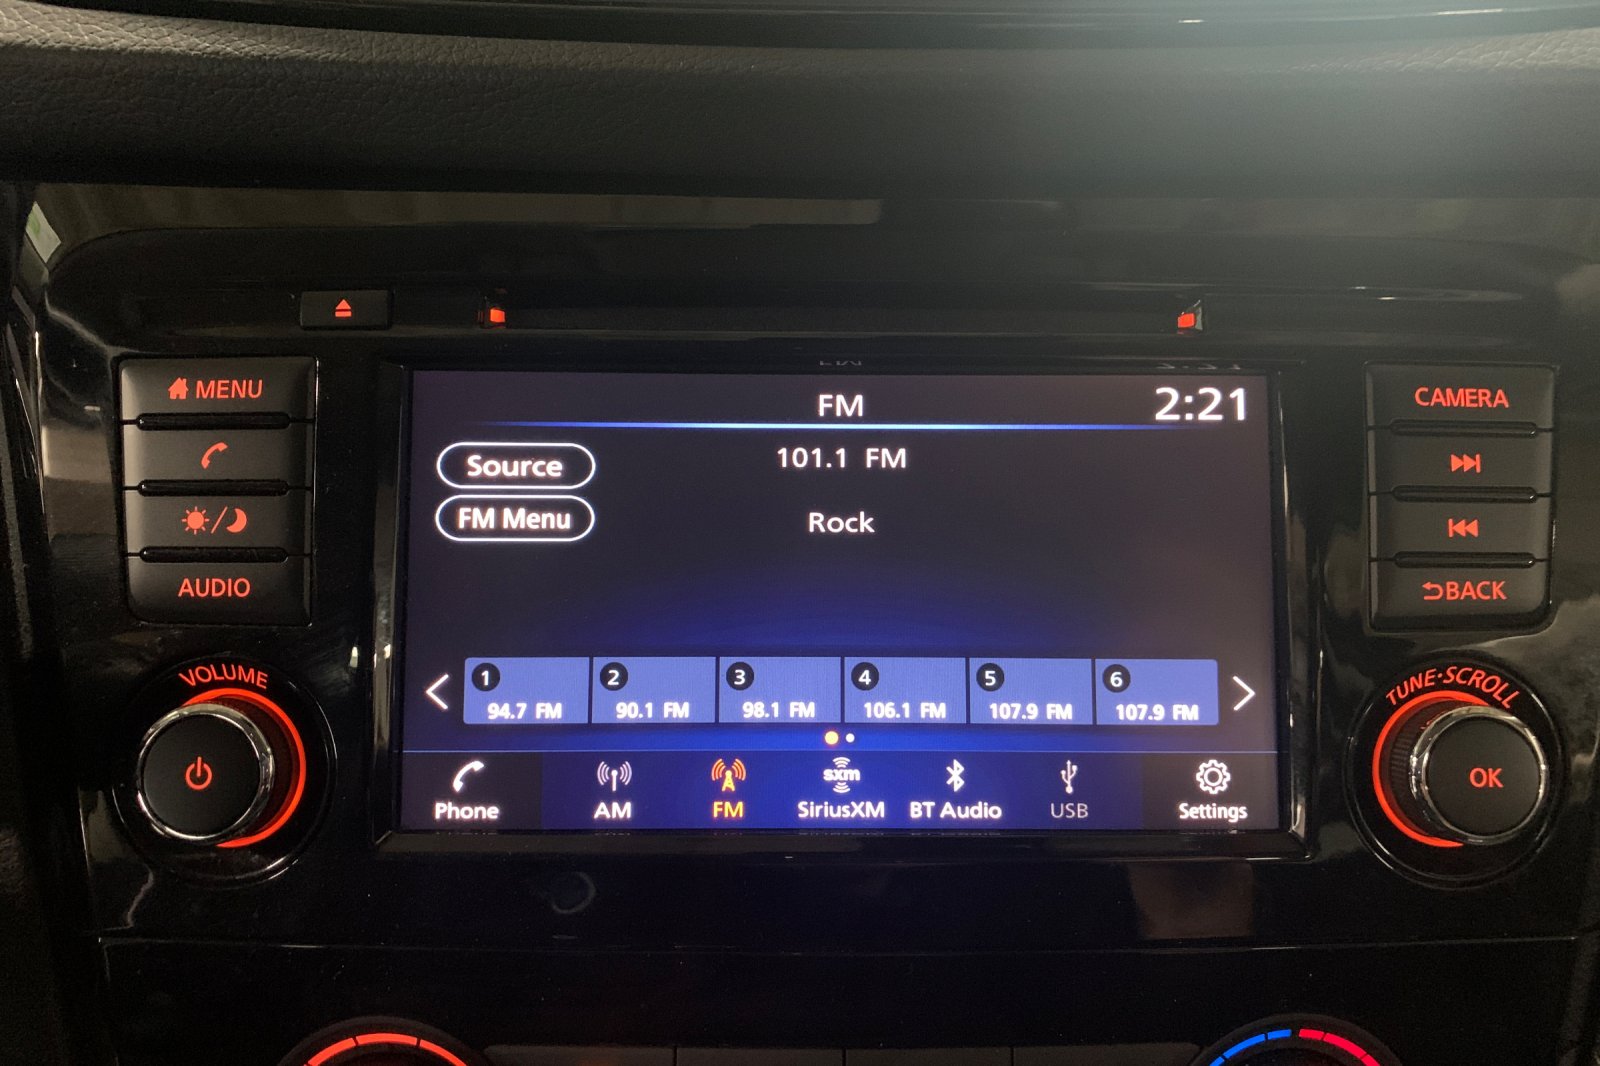 MENU
AUDIO
VOLUME
FM
2:21
Source
101.1 FM
FM Menu
Rock
1
94.7 FM
2
90.1 FM
3
98.1 FM
4
106.1 FM
5
107.9 FM
6
107.9 FM
Phone
AM
FM
sxm
SiriusXM
BT Audio
USB
Settings
CAMERA
BACK
TUNE·SCROLL
OK